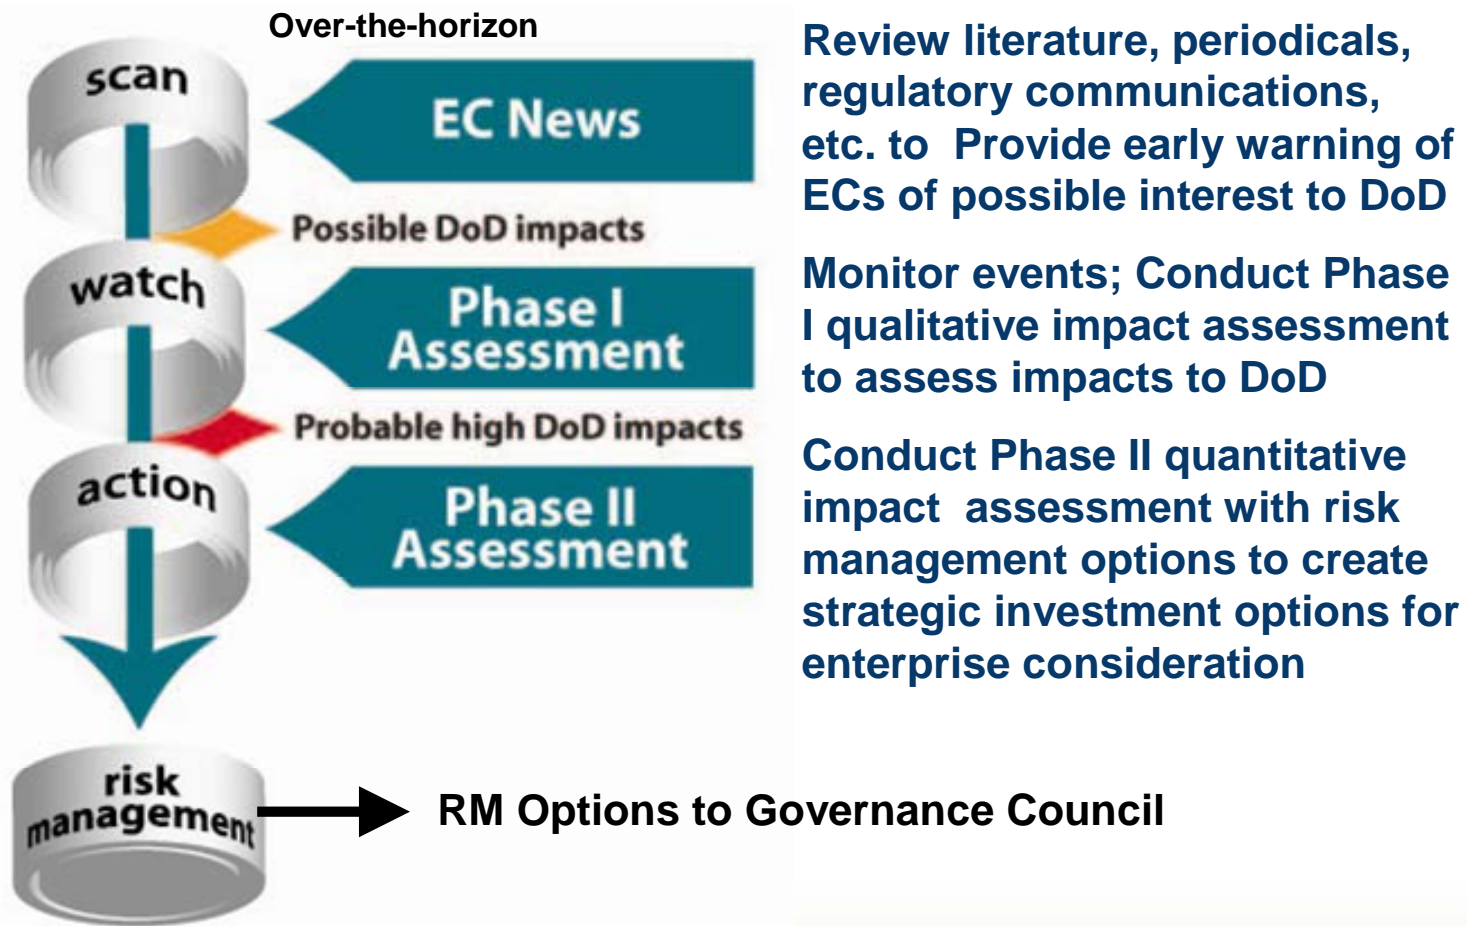 Over-the-horizon
scan
EC News
Review literature, periodicals,
regulatory communications,
etc. to  Provide early warning of
ECs of possible interest to DoD
Possible DoD impacts
watch
Phase I
Assessment
Monitor events; Conduct Phase
I qualitative impact assessment
to assess impacts to DoD
Probable high DoD impacts
action
Phase II
Assessment
Conduct Phase II quantitative
impact  assessment with risk
management options to create
strategic investment options for
enterprise consideration
risk
management
RM Options to Governance Council